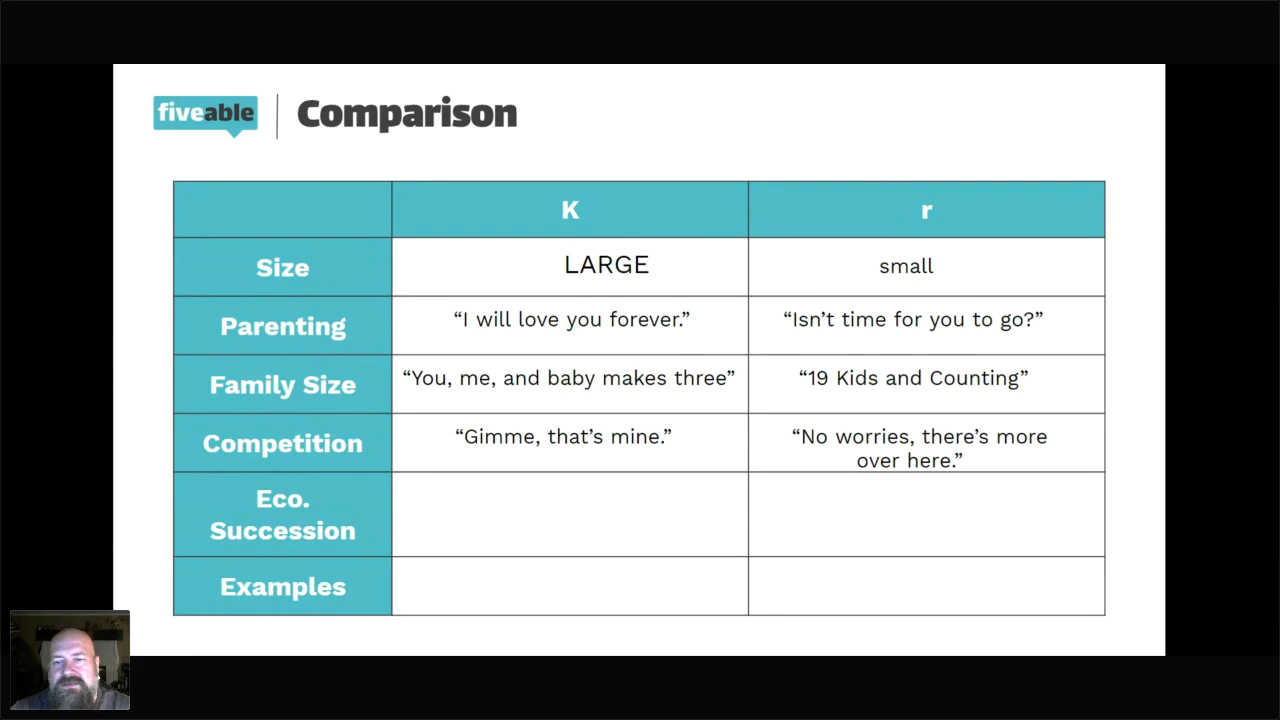 fiveable
Comparison
K r
Size LARGE small
Parenting “I will love you forever.” “Isn’t time for you to go?”
Family Size “You, me, and baby makes three” “19 Kids and Counting”
Competition “Gimme, that’s mine.” “No worries, there’s more
over here.”
Eco.
Succession
Examples